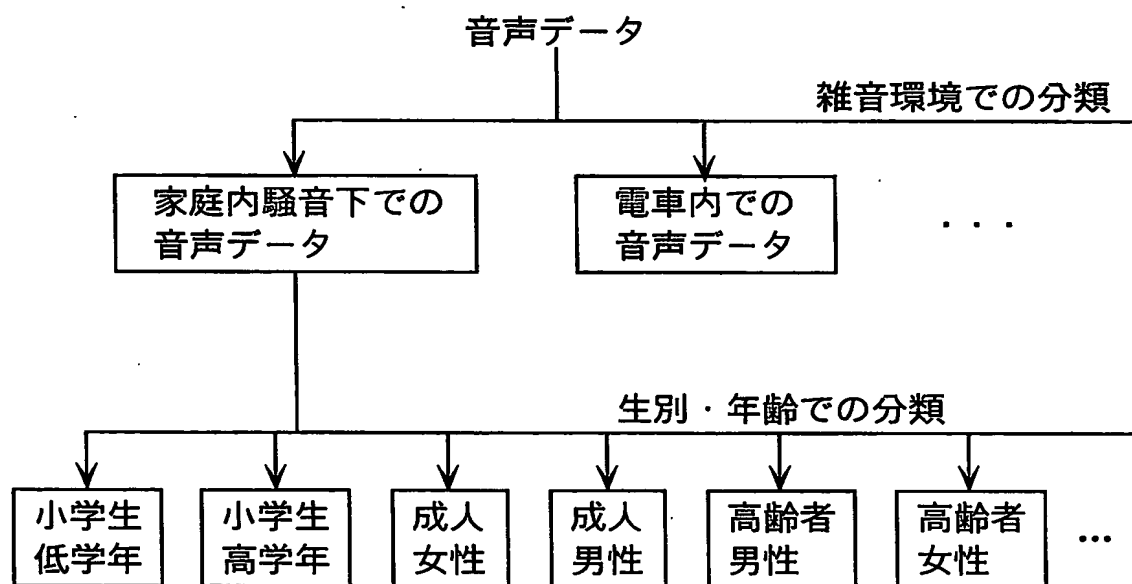 音声データ
雑音環境での分類
家庭内騒音下での
音声データ
電車内での
音声データ
・・・
生別・年齢での分類
小学生
低学年
小学生
高学年
成人
女性
成人
男性
高齢者
男性
高齢者
女性
…